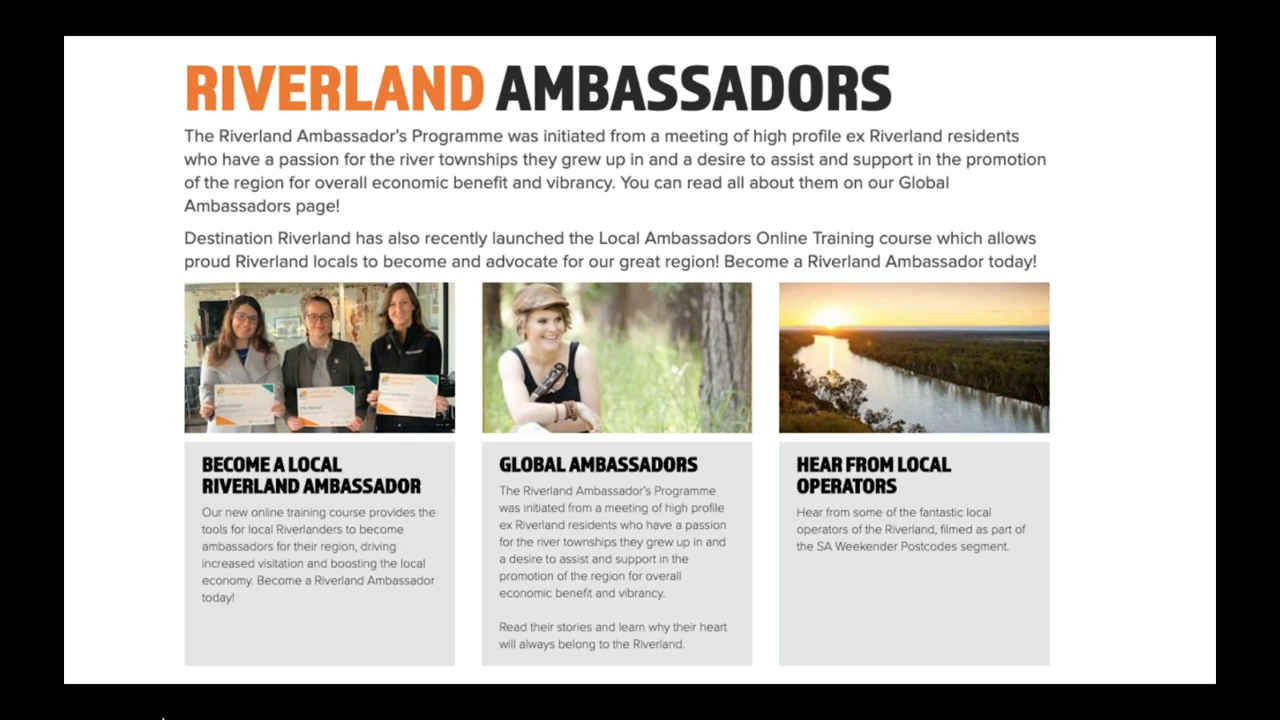 RIVERLAND AMBASSADORS
The Riverland Ambassador's Programme was initiated from a meeting of high profile ex Riverland residents
who have a passion for the river townships they grew up in and a desire to assist and support in the promotion
of the region for overall economic benefit and vibrancy. You can read all about them on our Global
Ambassadors page!
Destination Riverland has also recently launched the Local Ambassadors Online Training course which allows
proud Riverland locals to become and advocate for our great region! Become a Riverland Ambassador today!
BECOME A LOCAL
RIVERLAND AMBASSADOR
Our new online training course provides the
tools for local Riverlanders to become
ambassadors for their region, driving
increased visitation and boosting the local
economy. Become a Riverland Ambassador
today!
GLOBAL AMBASSADORS
The Riverland Ambassador's Programme
was initiated from a meeting of high profile
ex Riverland residents who have a passion
for the river townships they grew up in and
a desire to assist and support in the
promotion of the region for overall
economic benefit and vibrancy.
Read their stories and learn why their heart
will always belong to the Riverland.
HEAR FROM LOCAL
OPERATORS
Hear from some of the fantastic local
operators of the Riverland, filmed as part of
the SA Weekender Postcodes segment.